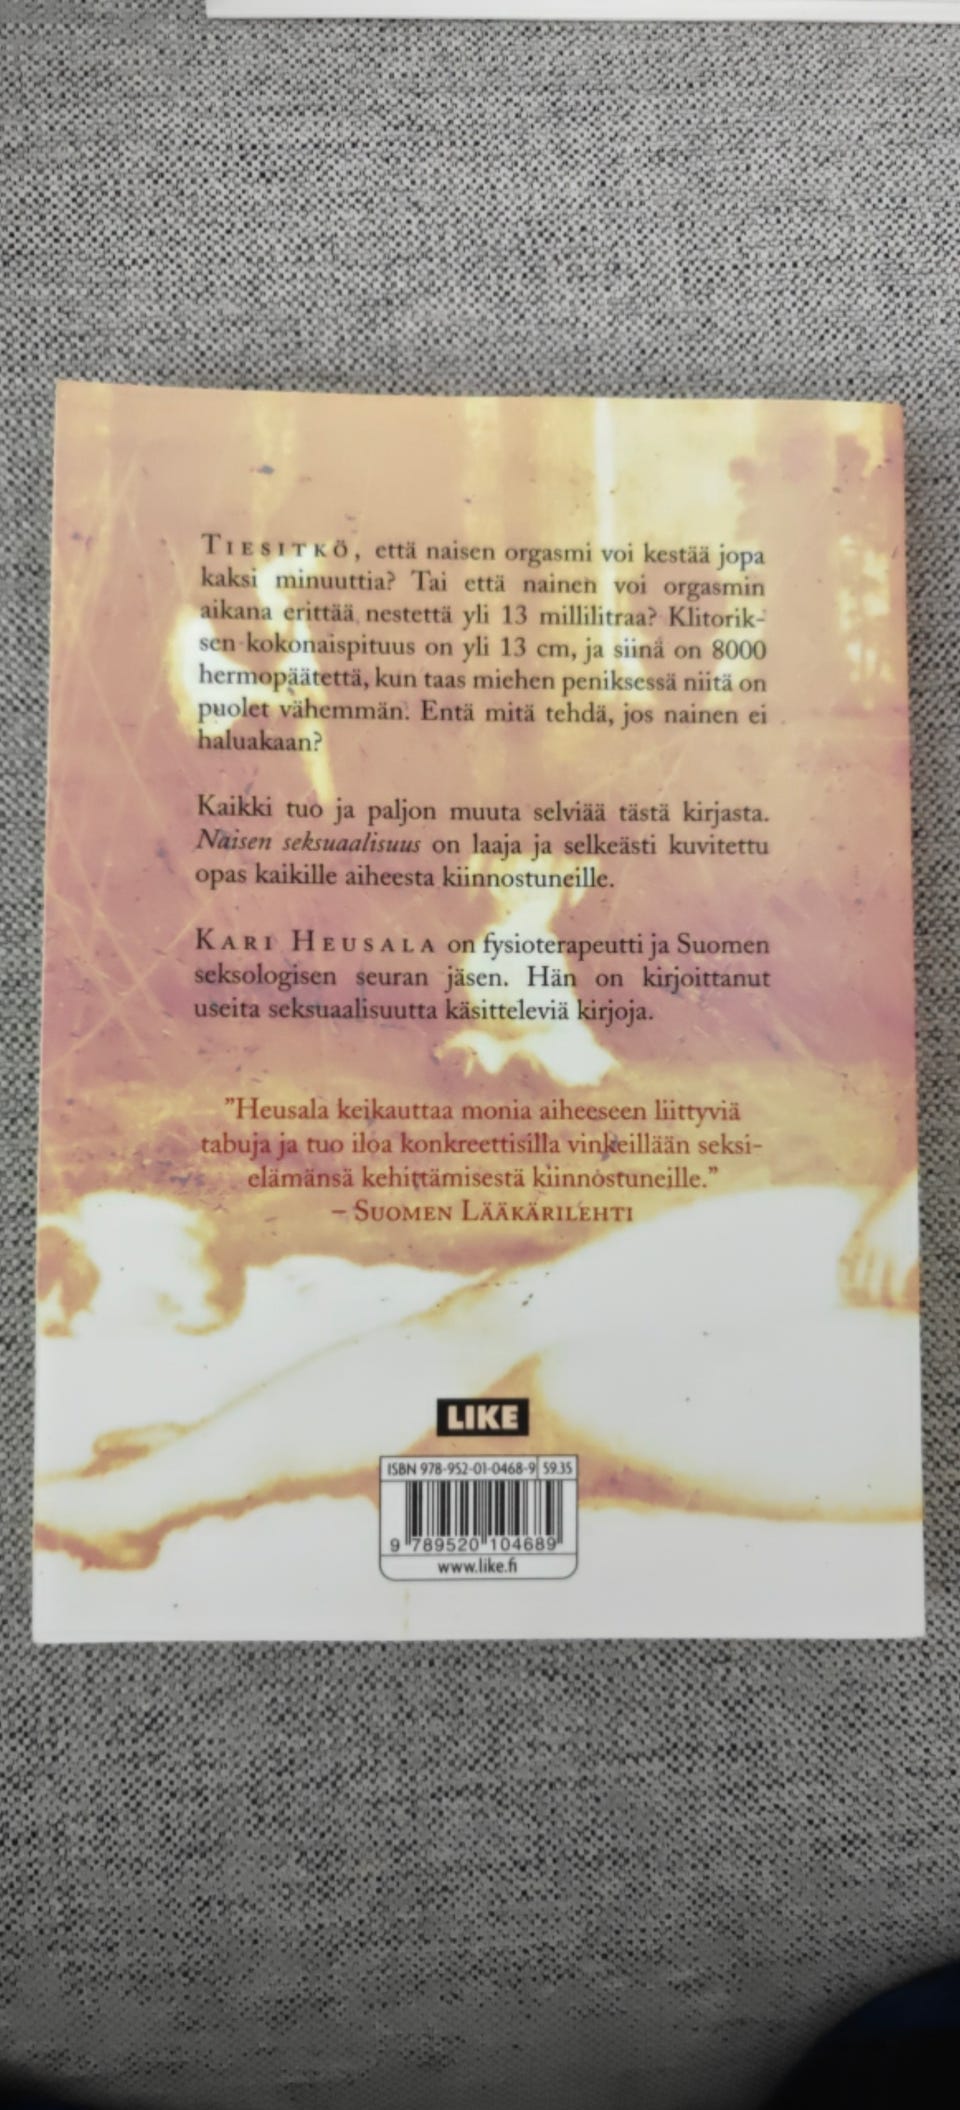 TIESITKÖ, että naisen orgasmi voi kestää jopa
kaksi minuuttia? Tai että nainen voi orgasmin
aikana erittää nestettä yli 13 millilitraa? Klitorik-
sen kokonaispituus on yli 13 cm, ja siinä on 8000
hermopäätettä, kun taas miehen peniksessä niitä on
puolet vähemmän. Entä mitä tehdä, jos nainen ei
haluakaan?
Kaikki tuo ja paljon muuta selviää tästä kirjasta.
Naisen seksuaalisuus on laaja ja selkeästi kuvitettu
opas kaikille aiheesta kiinnostuneille.
KARI HEUSALA on fysioterapeutti ja Suomen
seksologisen seuran jäsen. Hän on kirjoittanut
useita seksuaalisuutta käsitteleviä kirjoja.
"Heusala keikauttaa monia aiheeseen liittyviä
tabuja ja tuo iloa konkreettisilla vinkeillään seksi-
elämänsä kehittämisestä kiinnostuneille."
– SUOMEN LÄÄKÄRILEHTI
LIKE
ISBN 978-952-01-0468-9 59.35
9 789520 104689
www.like.fi